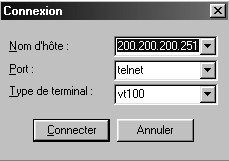 Connexion
Nom d'hôte : 200.200.200.251
Port : telnet
Type de terminal : vt100
Connecter Annuler